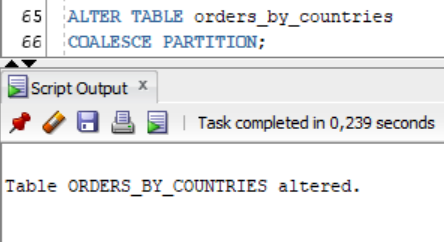 65 ALTER TABLE orders_by_countries
66 COALESCE PARTITION;
Script Output x
Task completed in 0,239 seconds
Table ORDERS_BY_COUNTRIES altered.